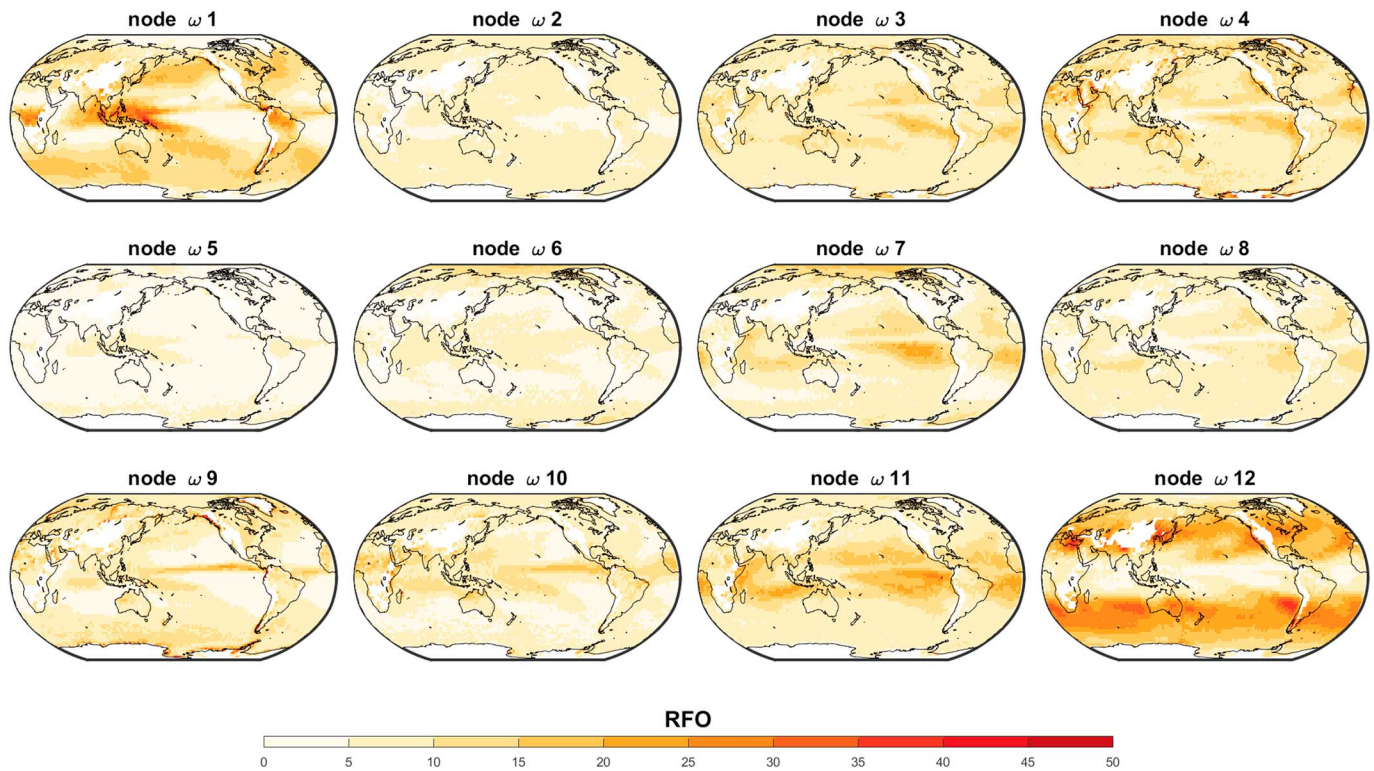 node ω 1 node ω 2 node ω 3 node ω 4
node ω 5 node ω 6 node ω 7 node ω 8
node ω 9 node ω 10 node ω 11 node ω 12
RFO
0 5 10 15 20 25 30 35 40 45 50